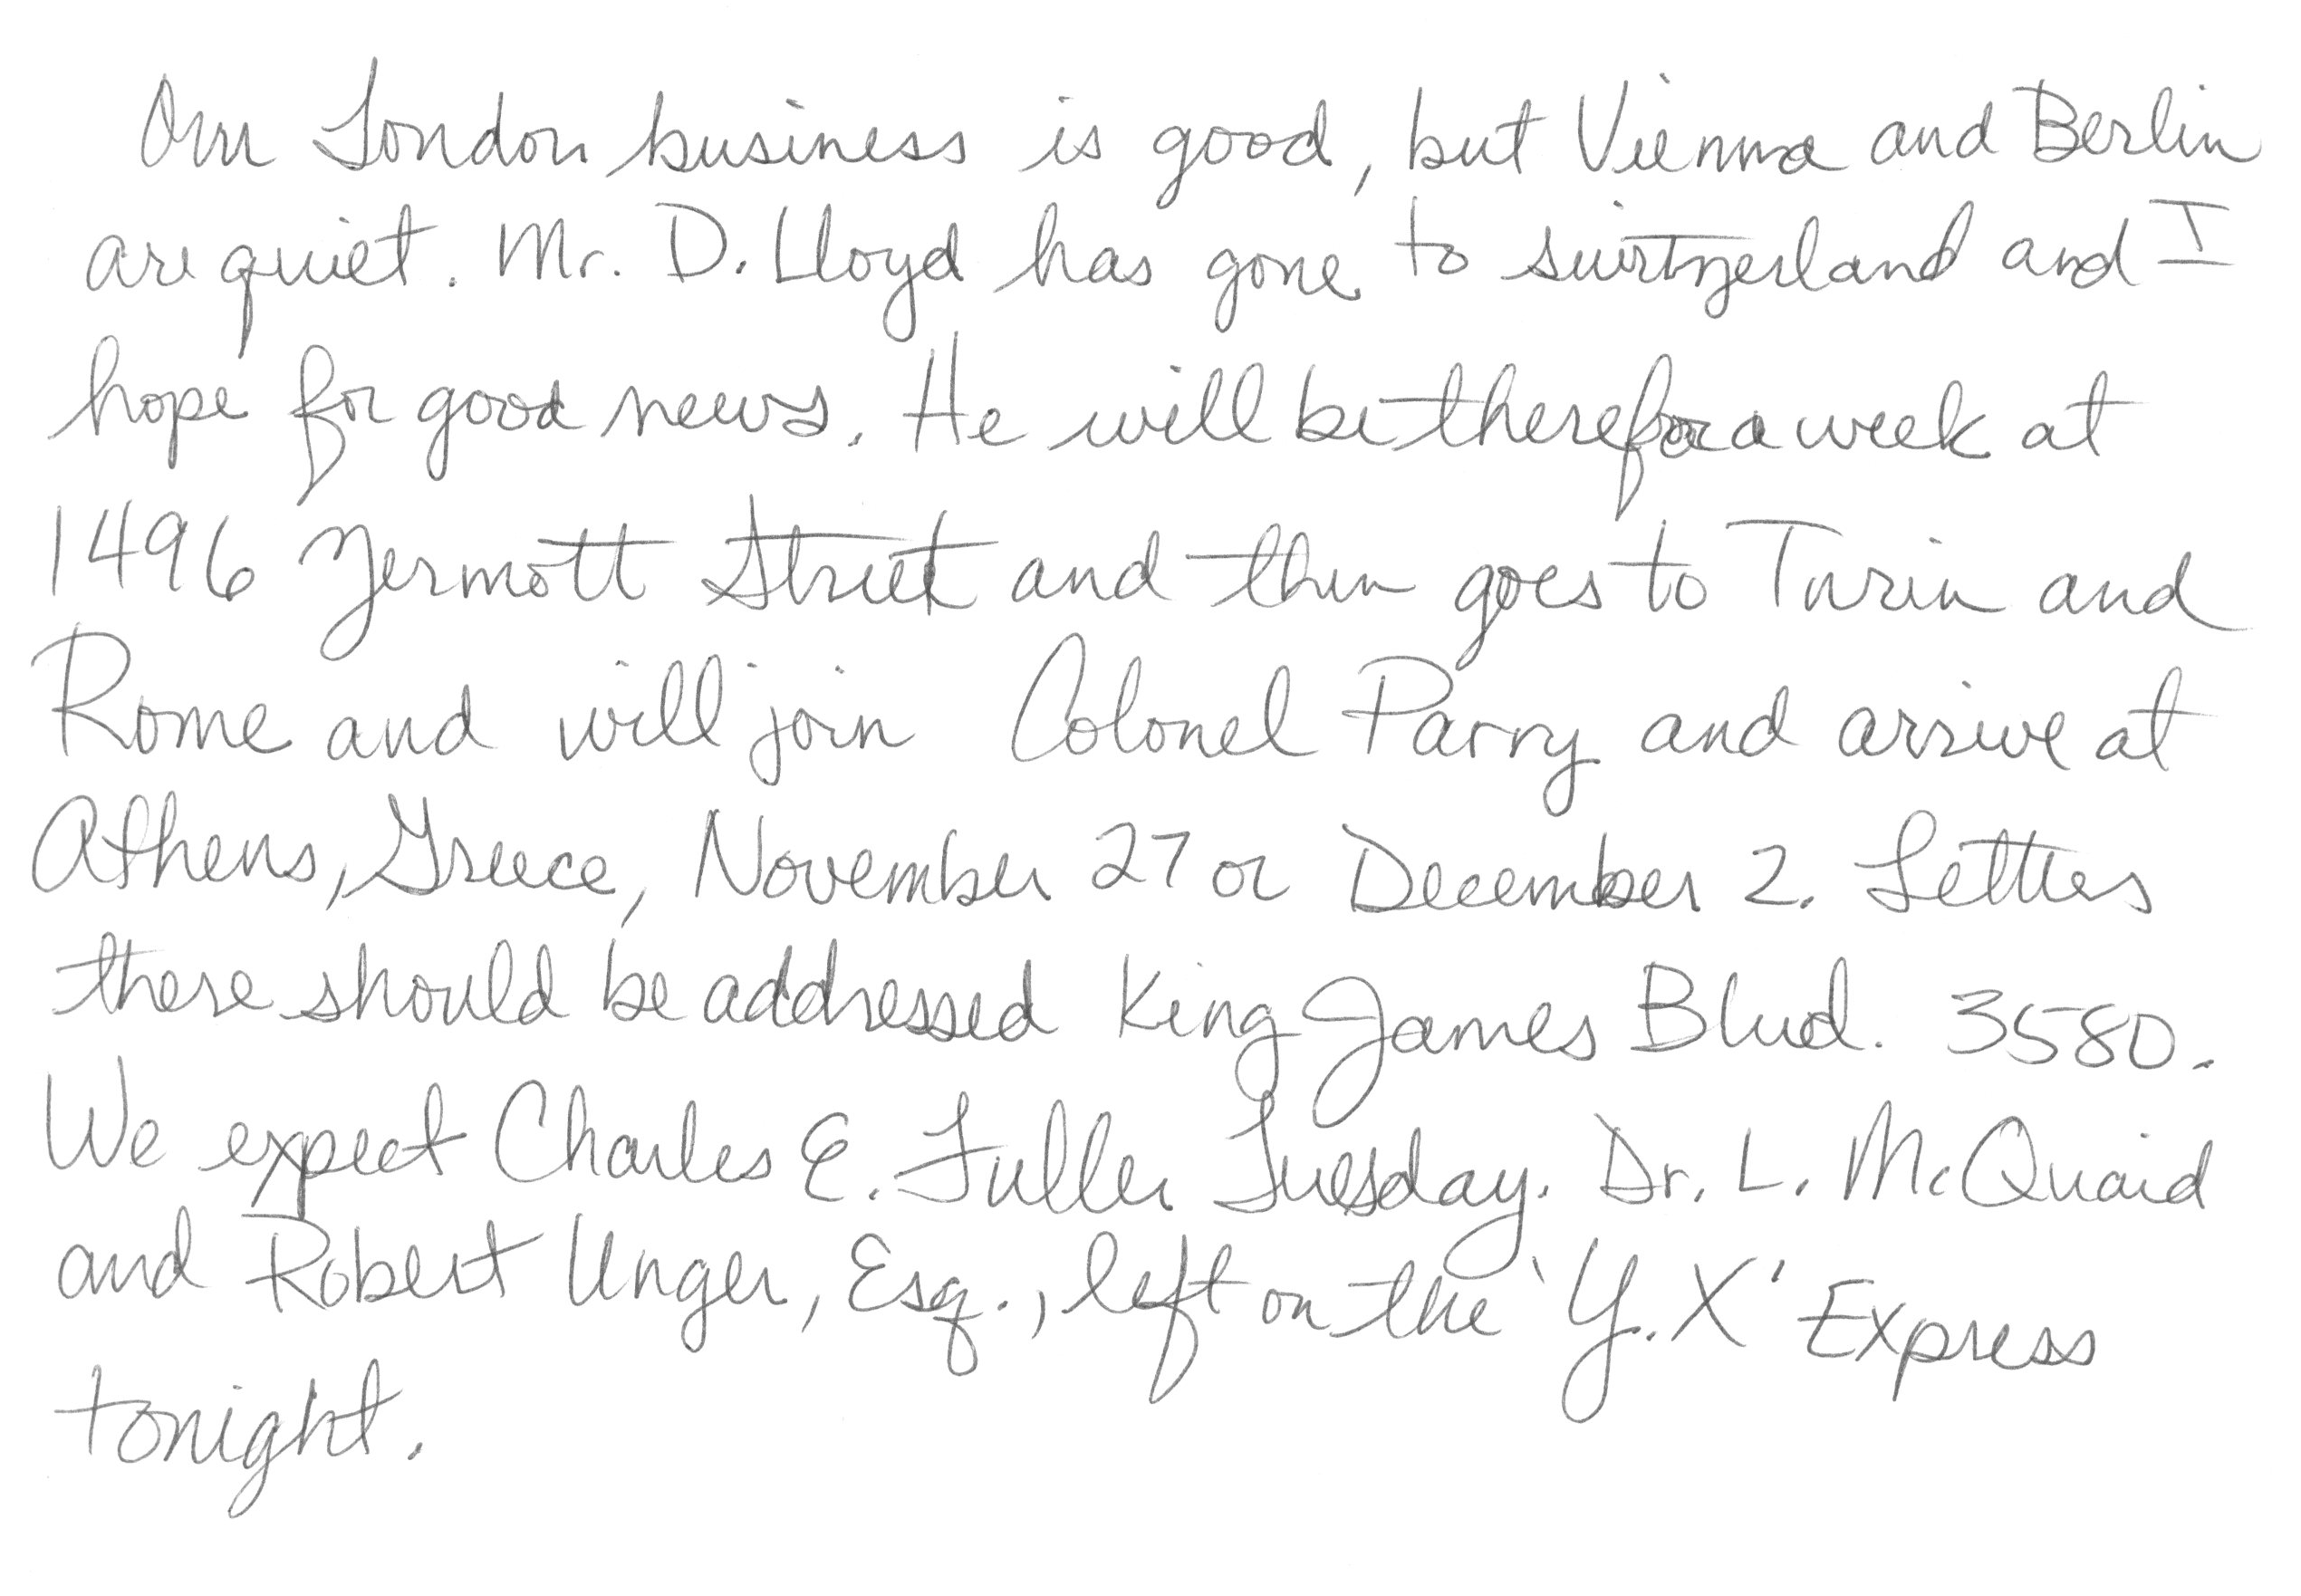 Our London business is good, but Vienna and Berlin
are quiet. Mr. D. Lloyd has gone to Switzerland and I
hope for good news. He will be there for a week at
1496 Zermott Street and then goes to Turin and
Rome and will join Colonel Parry and arrive at
Athens, Greece, November 27 or December 2. Letters
there should be addressed King James Blvd. 3580.
We expect Charles E. Fuller Tuesday. Dr. L. McQuaid
and Robert Unger, Esq., left on the 'Y.X' Express
tonight.